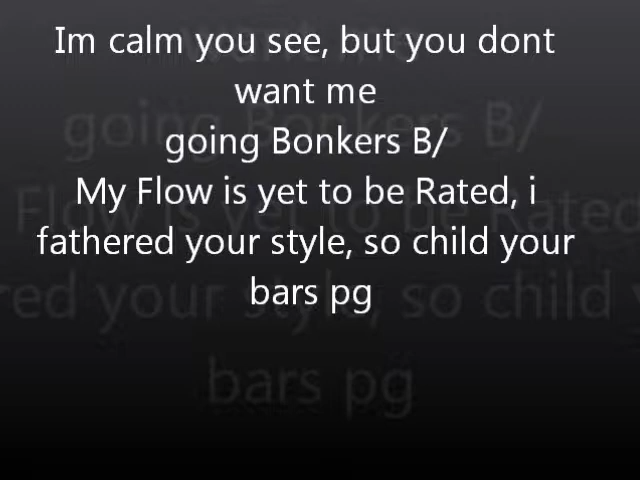 Im calm you see, but you dont
want me
going Bonkers B/
My Flow is yet to be Rated, i
fathered your style, so child your
bars pg